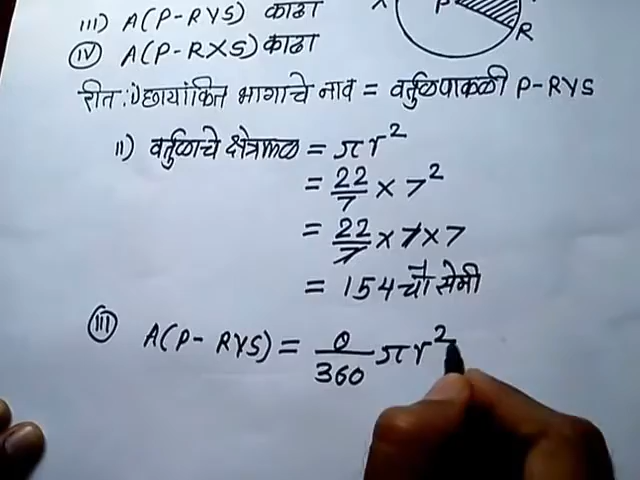 X P R
III) A(P-RYS) काढा
IV A(P-RXS) काढा
रीत:i) छायांकित भागाचे नाव = वर्तुळपाकळी P-RYS
II) वर्तुळाचे क्षेत्रफळ = πr²
= 22/7 × 7²
= 22/7 × 7 × 7
= 154 चौ सेमी
III A(P-RYS) = θ/360 πr²